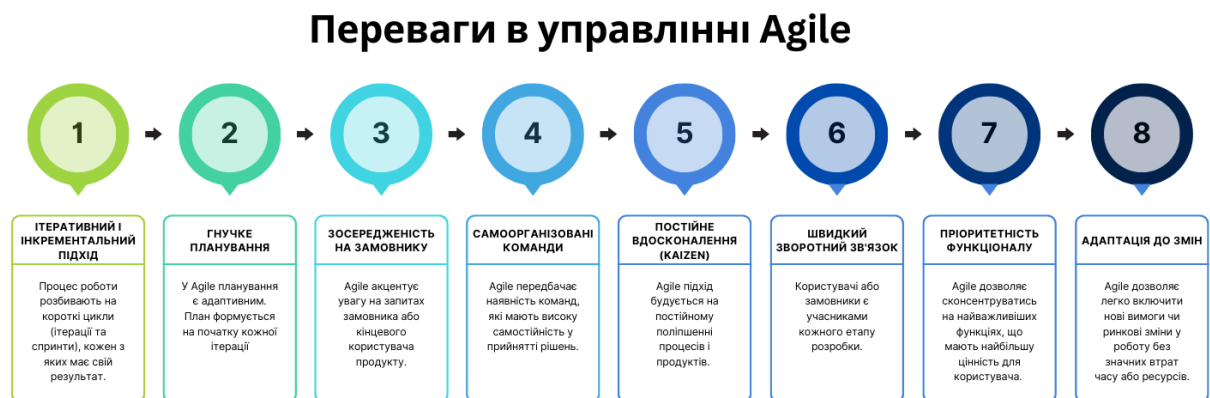 Переваги в управлінні Agile
1
2
3
4
5
6
7
8
ІТЕРАТИВНИЙ І
ІНКРЕМЕНТАЛЬНИЙ
ПІДХІД
Процес роботи
розбивають на
короткі цикли
(ітерації та
спринти), кожен з
яких має свій
результат.
ГНУЧКЕ
ПЛАНУВАННЯ
У Agile планування
є адаптивним.
План формується
на початку кожної
ітерації
ЗОСЕРЕДЖЕНІСТЬ
НА ЗАМОВНИКУ
Agile акцентує
увагу на запитах
замовника або
кінцевого
користувача
продукту.
САМООРГАНІЗОВАНІ
КОМАНДИ
Agile передбачає
наявність команд,
які мають високу
самостійність у
прийнятті рішень.
ПОСТІЙНЕ
ВДОСКОНАЛЕННЯ
(KAIZEN)
Agile підхід
будується на
постійному
поліпшенні
процесів і
продуктів.
ШВИДКИЙ
ЗВОРОТНИЙ ЗВ'ЯЗОК
Користувачі або
замовники є
учасниками
кожного етапу
розробки.
ПРІОРИТЕТНІСТЬ
ФУНКЦІОНАЛУ
Agile дозволяє
сконсентруватись
на найважливіших
функціях, що
мають найбільшу
цінність для
користувача.
АДАПТАЦІЯ ДО ЗМІН
Agile дозволяє
легко включити
нові вимоги чи
ринкові зміни у
роботу без
значних втрат
часу або ресурсів.